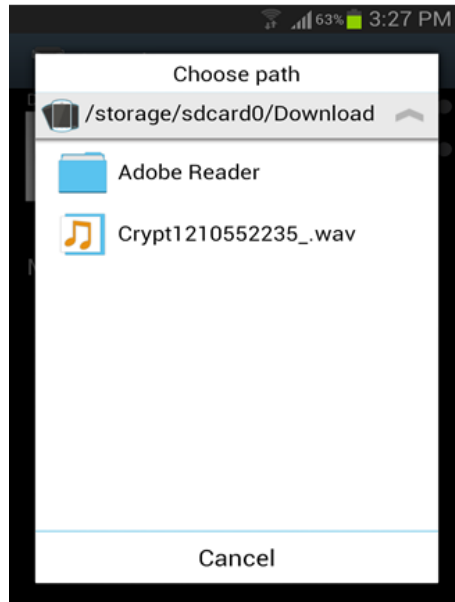 63% 3:27 PM
Choose path
/storage/sdcard0/Download
Adobe Reader
Crypt1210552235_.wav
Cancel